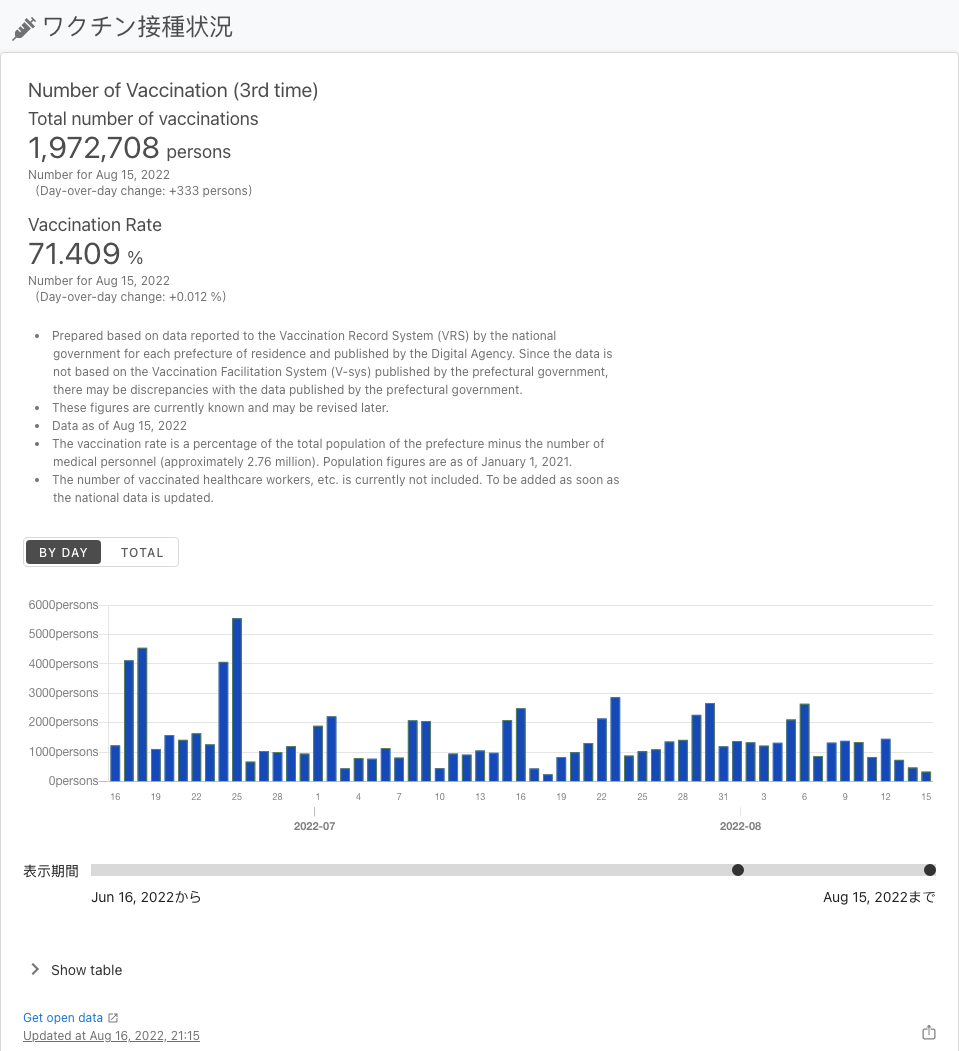 ワクチン接種状況
Number of Vaccination (3rd time)
Total number of vaccinations
1,972,708 persons
Number for Aug 15, 2022
(Day-over-day change: +333 persons)
Vaccination Rate
71.409 %
Number for Aug 15, 2022
(Day-over-day change: +0.012 %)
• Prepared based on data reported to the Vaccination Record System (VRS) by the national
government for each prefecture of residence and published by the Digital Agency. Since the data is
not based on the Vaccination Facilitation System (V-sys) published by the prefectural government,
there may be discrepancies with the data published by the prefectural government.
• These figures are currently known and may be revised later.
• Data as of Aug 15, 2022
• The vaccination rate is a percentage of the total population of the prefecture minus the number of
medical personnel (approximately 2.76 million). Population figures are as of January 1, 2021.
• The number of vaccinated healthcare workers, etc. is currently not included. To be added as soon as
the national data is updated.
BY DAY TOTAL
6000persons
5000persons
4000persons
3000persons
2000persons
1000persons
0persons
16 19 22 25 28 1 4 7 10 13 16 19 22 25 28 31 3 6 9 12 15
2022-07 2022-08
表示期間
Jun 16, 2022から Aug 15, 2022まで
Show table
Get open data
Updated at Aug 16, 2022, 21:15